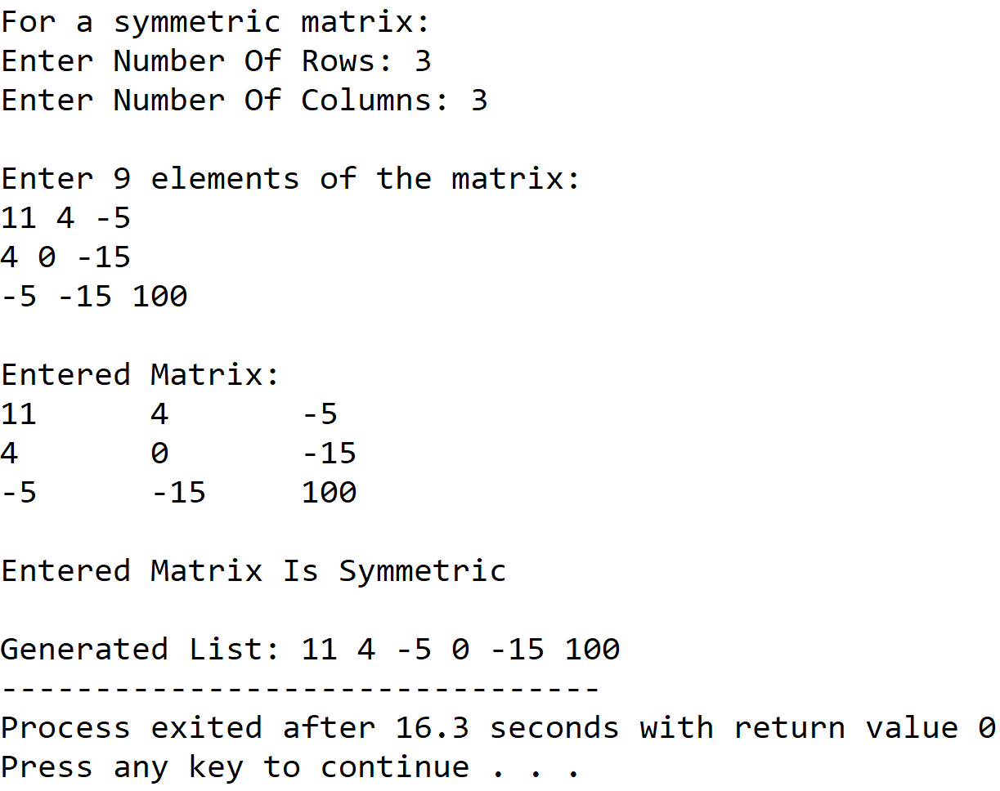 For a symmetric matrix:
Enter Number Of Rows: 3
Enter Number Of Columns: 3
Enter 9 elements of the matrix:
11 4 -5
4 0 -15
-5 -15 100
Entered Matrix:
11 4 -5
4 0 -15
-5 -15 100
Entered Matrix Is Symmetric
Generated List: 11 4 -5 0 -15 100
--------------------------------
Process exited after 16.3 seconds with return value 0
Press any key to continue . . .